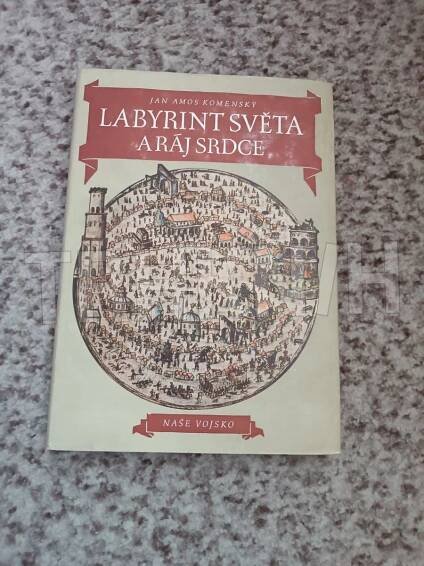 JAN AMOS KOMENSKÝ
LABYRINT SVĚTA
A RÁJ SRDCE
NAŠE VOJSKO